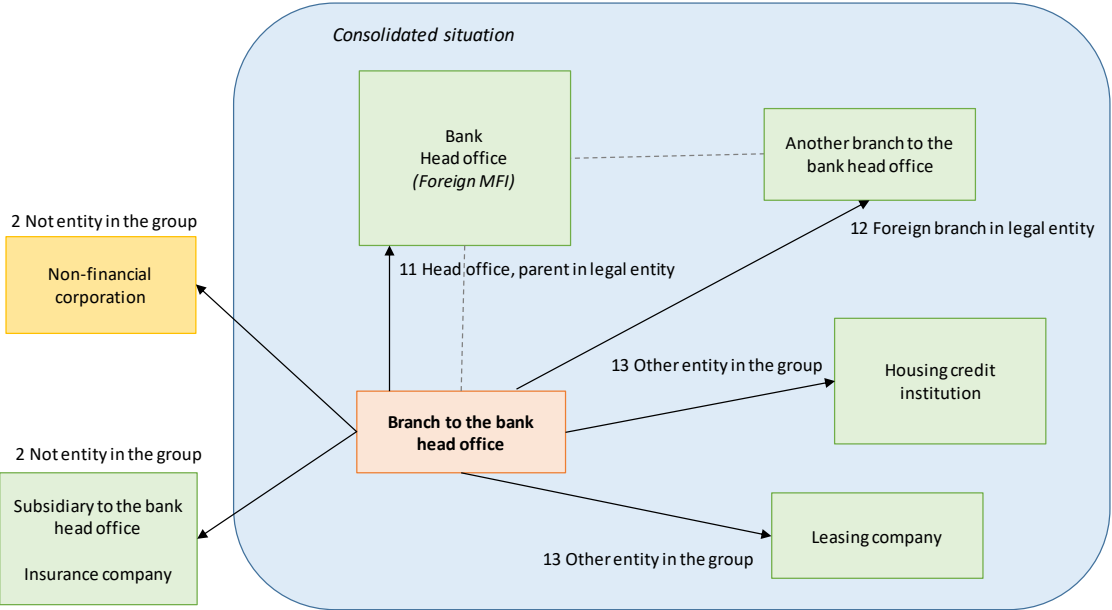 Consolidated situation
Bank
Head office
(Foreign MFI)
Another branch to the
bank head office
2 Not entity in the group
12 Foreign branch in legal entity
Non-financial
corporation
11 Head office, parent in legal entity
13 Other entity in the group
Housing credit
institution
Branch to the bank
head office
2 Not entity in the group
Subsidiary to the bank
head office
Insurance company
Leasing company
13 Other entity in the group